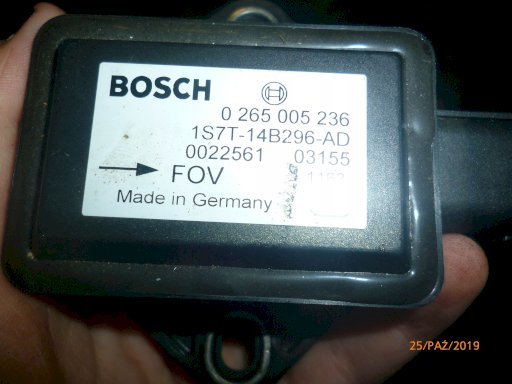 BOSCH
0 265 005 236
1S7T-14B296-AD
0022561 03155
FOV
Made in Germany
25/PAŹ/2019